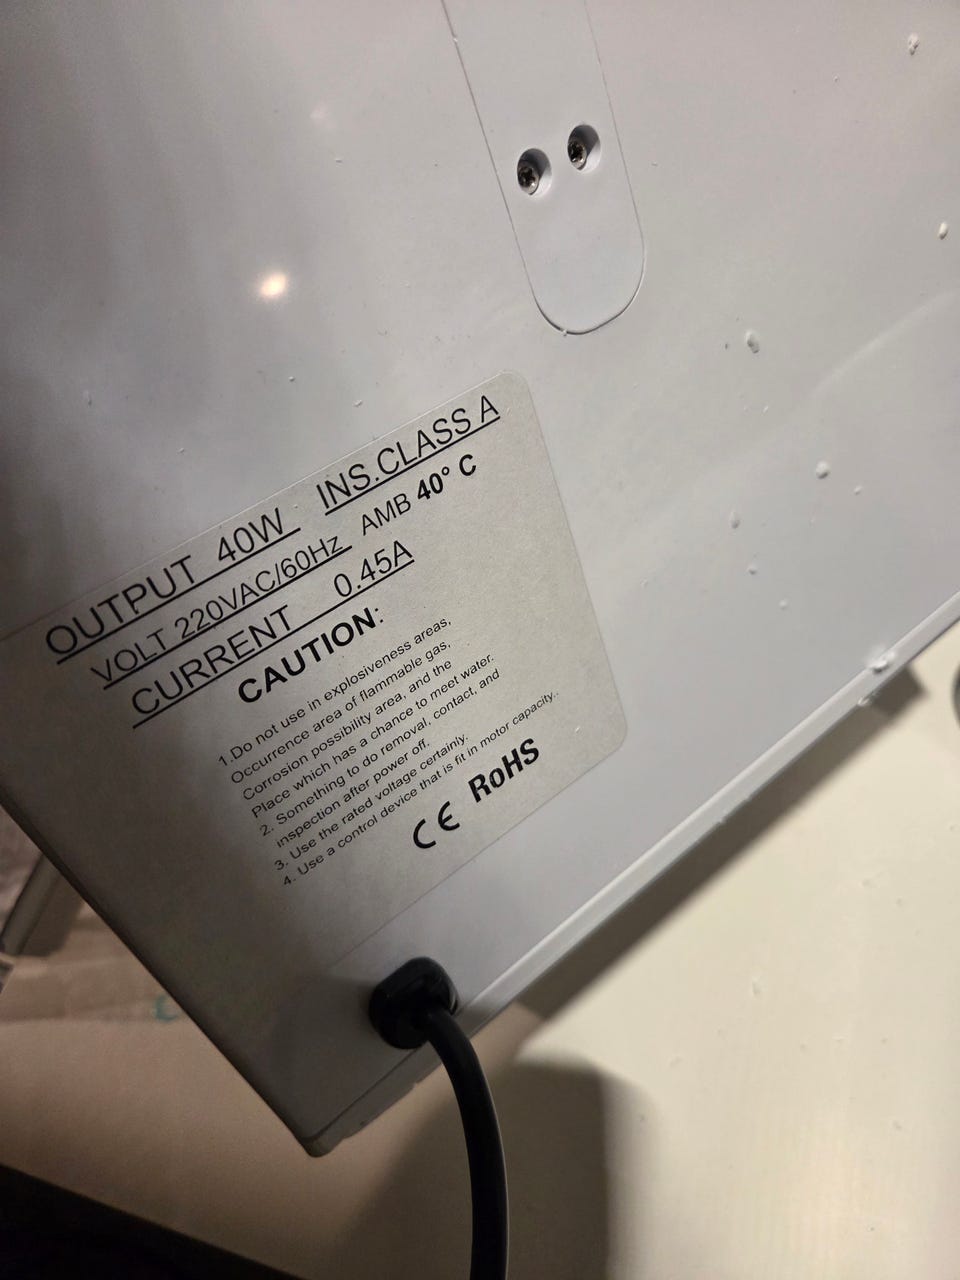 OUTPUT 40W INS.CLASS A
VOLT 220VAC/60Hz AMB 40° C
CURRENT 0.45A
CAUTION:
1.Do not use in explosiveness areas,
Occurrence area of flammable gas,
Corrosion possibility area, and the
Place which has a chance to meet water.
2. Something to do removal, contact, and
inspection after power off.
3. Use the rated voltage certainly.
4. Use a control device that is fit in motor capacity..
CE RoHS